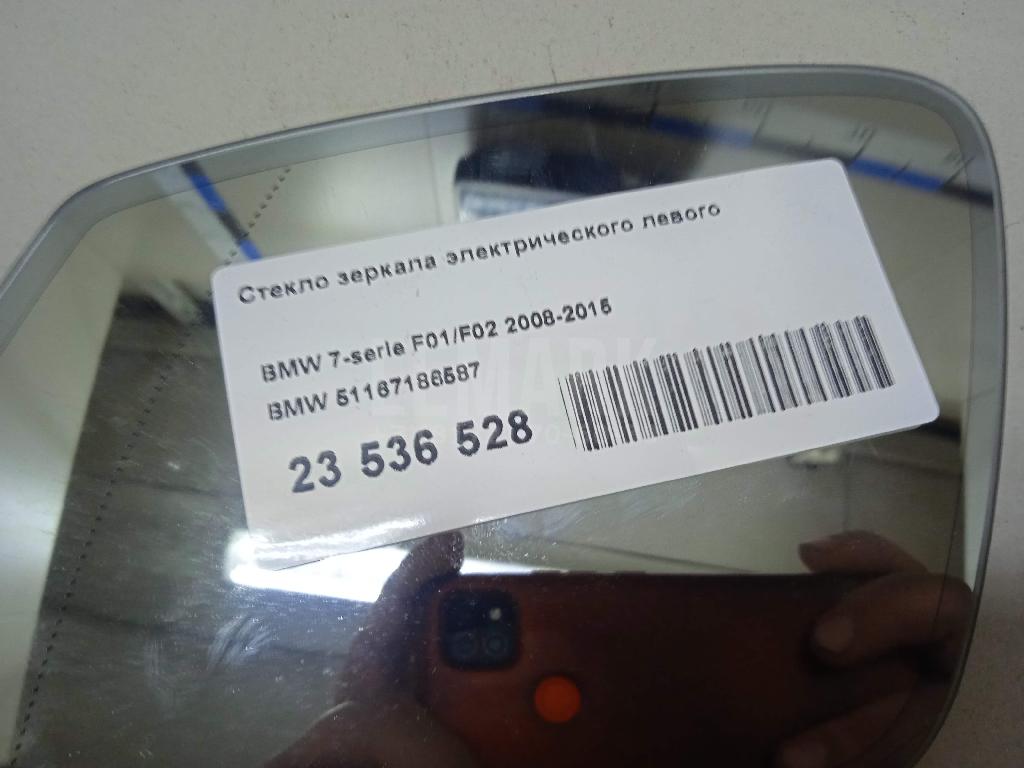 Стекло зеркала электрического левого
BMW 7-serie F01/F02 2008-2015
BMW 51167186587
23 536 528